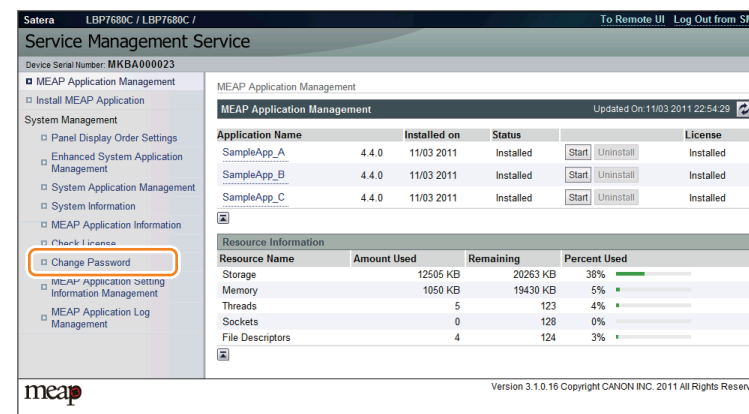 Satera LBP7680C / LBP7680C / To Remote UI Log Out from
Service Management Service
Device Serial Number: MKBA000023
MEAP Application Management
Install MEAP Application
System Management
Panel Display Order Settings
Enhanced System Application
Management
System Application Management
System Information
MEAP Application Information
Check License
Change Password
MEAP Application Setting
Information Management
MEAP Application Log
Management
MEAP Application Management
MEAP Application Management Updated On:11/03 2011 22:54:29
Application Name Installed on Status License
SampleApp_A 4.4.0 11/03 2011 Installed Start Uninstall Installed
SampleApp_B 4.4.0 11/03 2011 Installed Start Uninstall Installed
SampleApp_C 4.4.0 11/03 2011 Installed Start Uninstall Installed
Resource Information
Resource Name Amount Used Remaining Percent Used
Storage 12505 KB 20263 KB 38%
Memory 1050 KB 19430 KB 5%
Threads 5 123 4%
Sockets 0 128 0%
File Descriptors 4 124 3%
meap
Version 3.1.0.16 Copyright CANON INC. 2011 All Rights Reserv